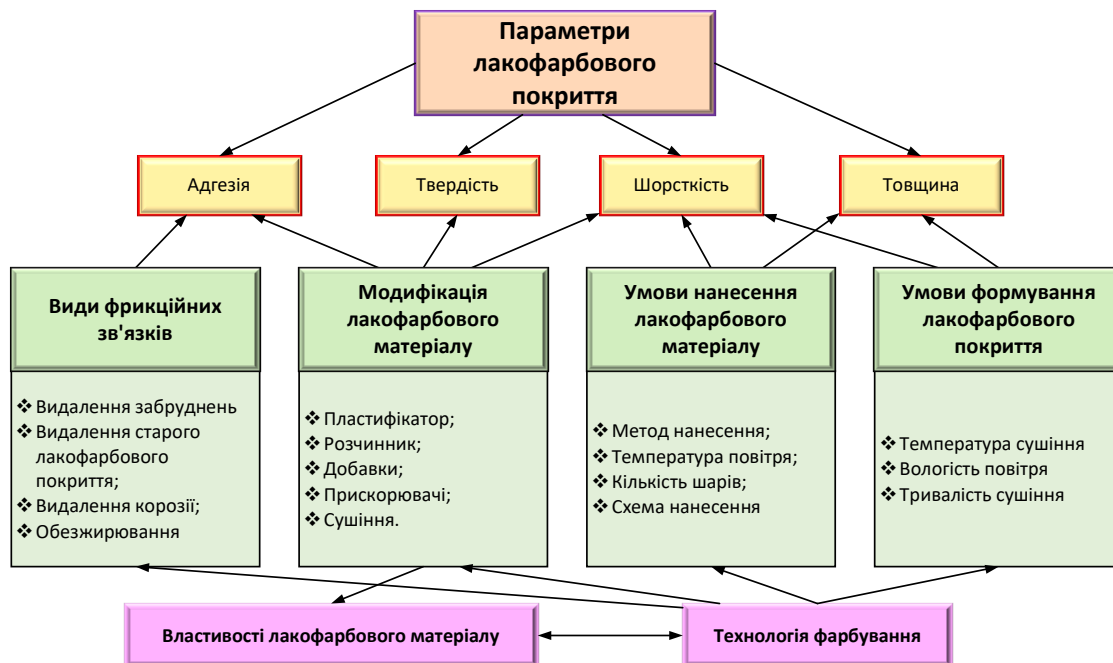 Параметри
лакофарбового
покриття
Адгезія
Твердість
Шорсткість
Товщина
Види фрикційних
зв'язків
❖ Видалення забруднень
❖ Видалення старого
лакофарбового
покриття;
❖ Видалення корозії;
❖ Обезжирювання
Модифікація
лакофарбового
матеріалу
❖ Пластифікатор;
❖ Розчинник;
❖ Добавки;
❖ Прискорювачі;
❖ Сушіння.
Умови нанесення
лакофарбового
матеріалу
❖ Метод нанесення;
❖ Температура повітря;
❖ Кількість шарів;
❖ Схема нанесення
Умови формування
лакофарбового
покриття
❖ Температура сушіння
❖ Вологість повітря
❖ Тривалість сушіння
Властивості лакофарбового матеріалу
Технологія фарбування